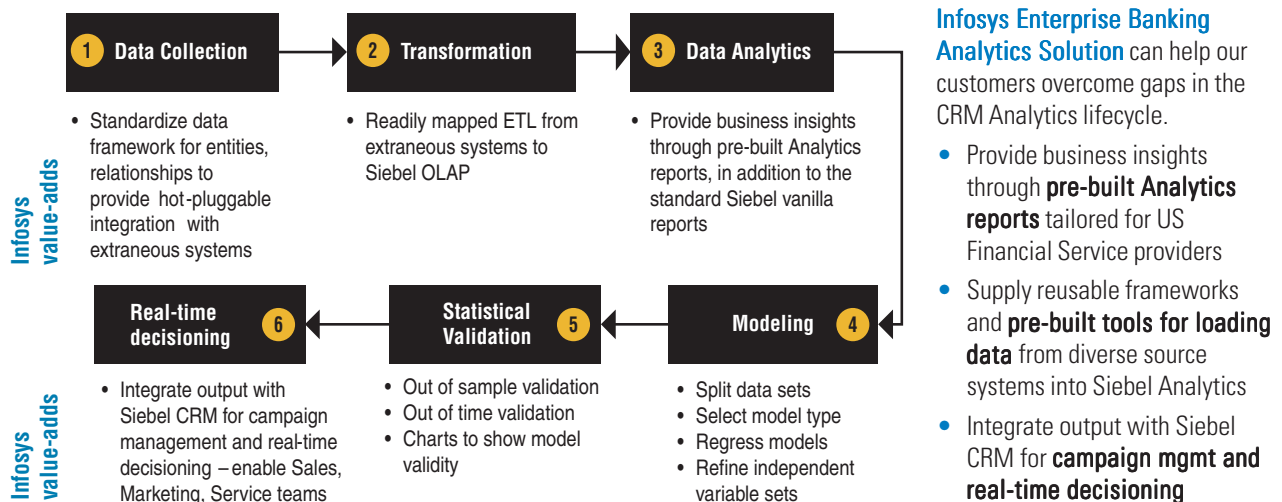 1 Data Collection
2 Transformation
3 Data Analytics
Infosys
value-adds
• Standardize data
framework for entities,
relationships to
provide hot-pluggable
integration with
extraneous systems
• Readily mapped ETL from
extraneous systems to
Siebel OLAP
• Provide business insights
through pre-built Analytics
reports, in addition to the
standard Siebel vanilla
reports
Modeling 4
Statistical
Validation 5
Real-time
decisioning 6
Infosys
value-adds
• Split data sets
• Select model type
• Regress models
• Refine independent
variable sets
• Out of sample validation
• Out of time validation
• Charts to show model
validity
• Integrate output with
Siebel CRM for campaign
management and real-time
decisioning – enable Sales,
Marketing, Service teams
Infosys Enterprise Banking
Analytics Solution can help our
customers overcome gaps in the
CRM Analytics lifecycle.
• Provide business insights
through pre-built Analytics
reports tailored for US
Financial Service providers
• Supply reusable frameworks
and pre-built tools for loading
data from diverse source
systems into Siebel Analytics
• Integrate output with Siebel
CRM for campaign mgmt and
real-time decisioning